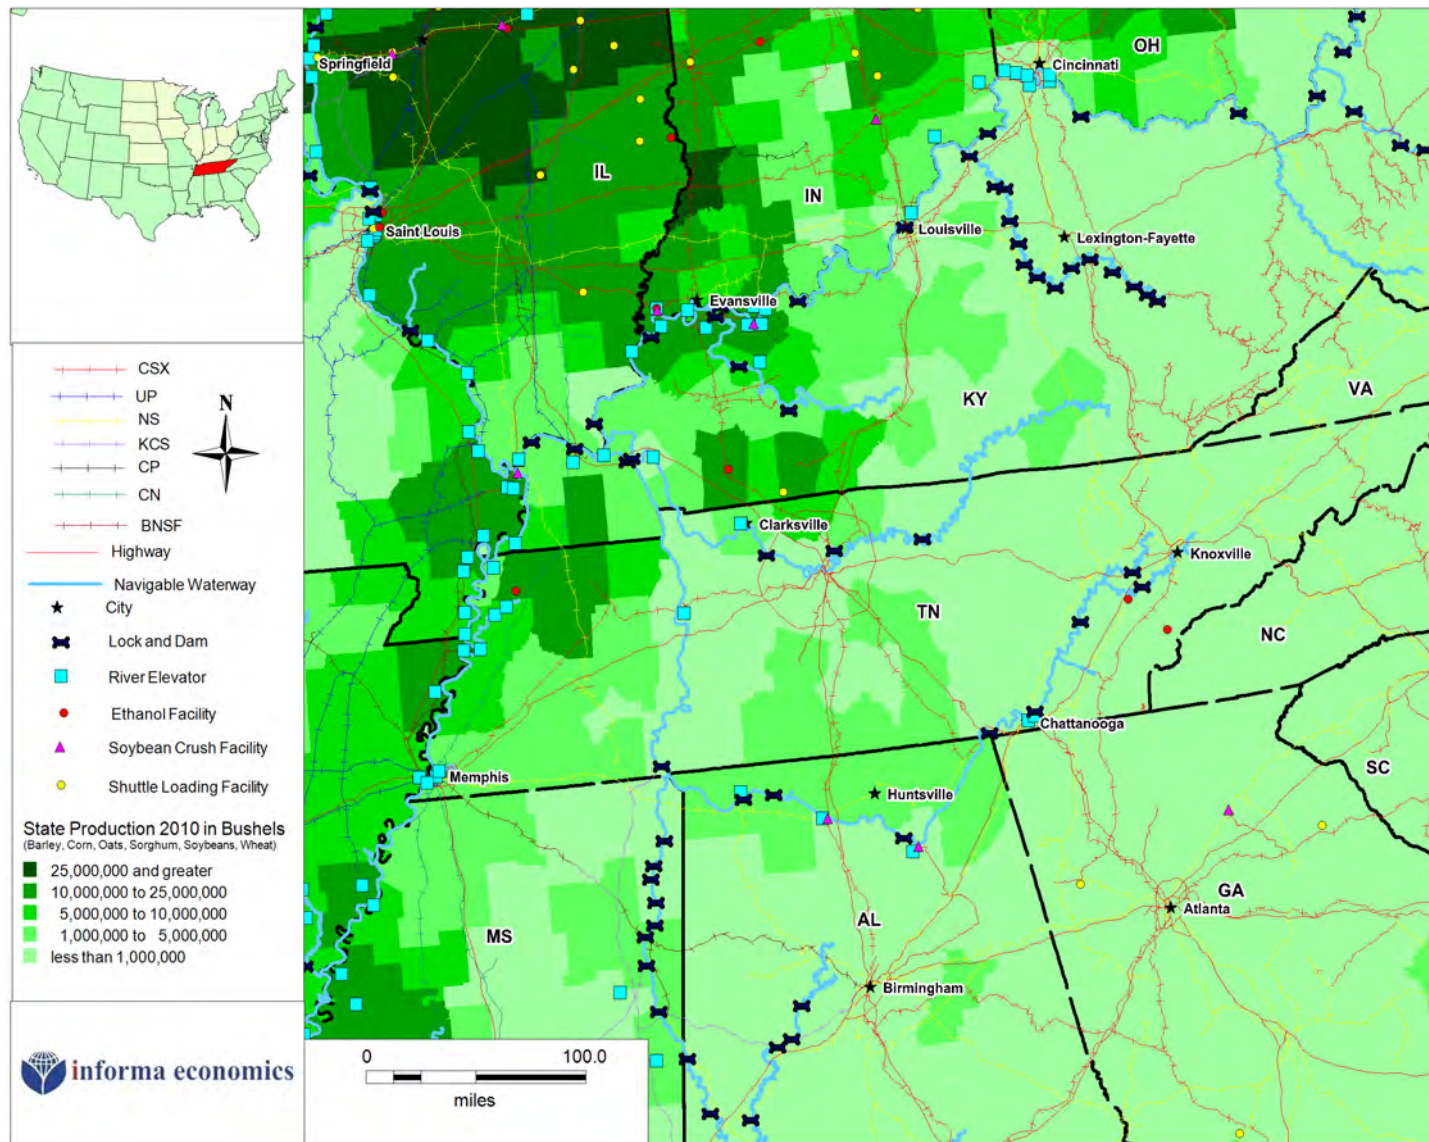 CSX
UP
NS
KCS
CP
CN
BNSF
Highway
Navigable Waterway
City
Lock and Dam
River Elevator
Ethanol Facility
Soybean Crush Facility
Shuttle Loading Facility
N
State Production 2010 in Bushels
(Barley, Corn, Oats, Sorghum, Soybeans, Wheat)
25,000,000 and greater
10,000,000 to 25,000,000
5,000,000 to 10,000,000
1,000,000 to 5,000,000
less than 1,000,000
informa economics
Springfield
OH
Cincinnati
IL
IN
Saint Louis
Louisville
Lexington-Fayette
Evansville
VA
KY
Clarksville
Knoxville
TN
NC
Chattanooga
Memphis
SC
Huntsville
GA
Atlanta
MS
AL
Birmingham
0 100.0
miles